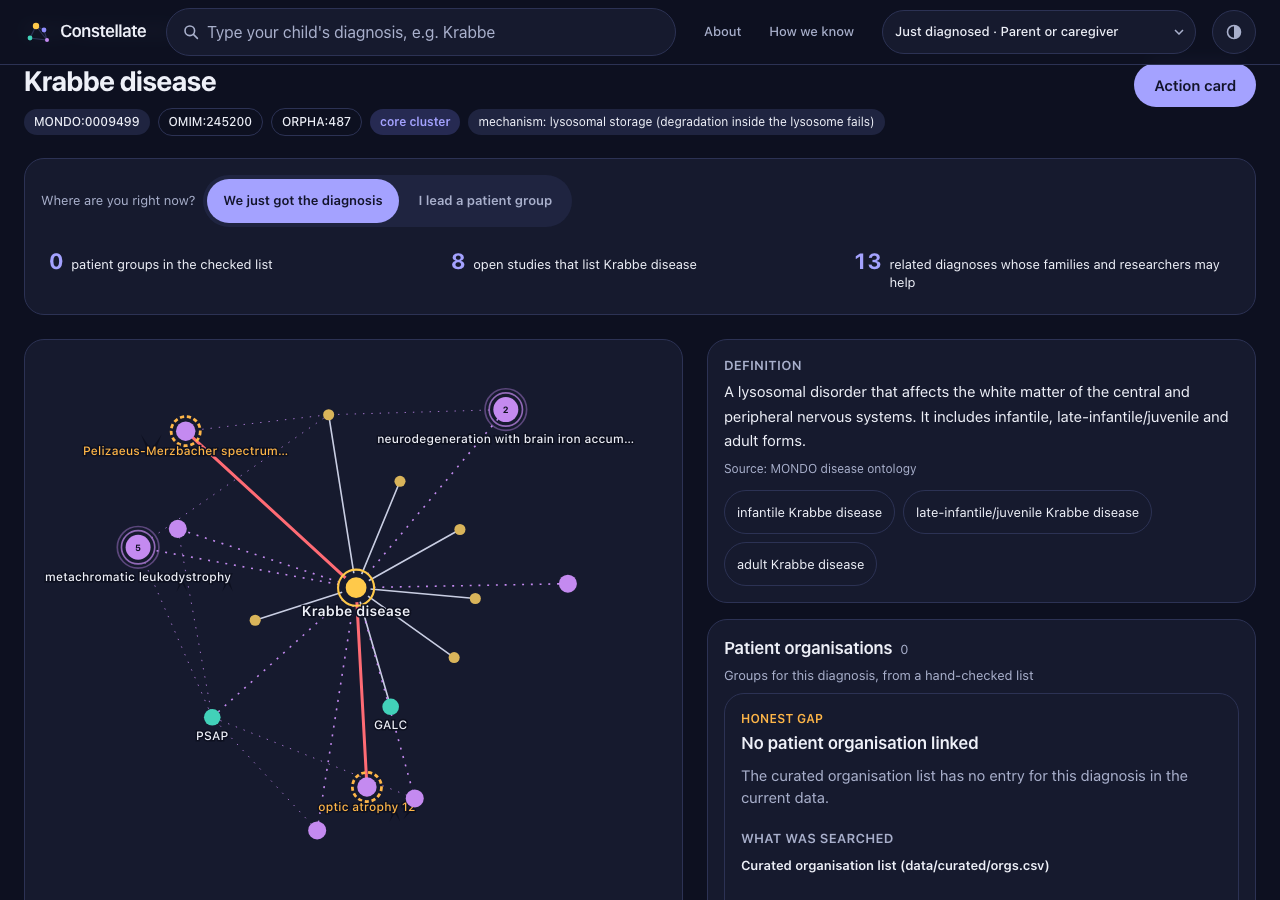 Constellate
Type your child's diagnosis, e.g. Krabbe
About
How we know
Just diagnosed · Parent or caregiver
Krabbe disease
Action card
MONDO:0009499
OMIM:245200
ORPHA:487
core cluster
mechanism: lysosomal storage (degradation inside the lysosome fails)
Where are you right now?
We just got the diagnosis
I lead a patient group
0 patient groups in the checked list
8 open studies that list Krabbe disease
13 related diagnoses whose families and researchers may
help
2
Pelizaeus-Merzbacher spectrum…
neurodegeneration with brain iron accum…
5
metachromatic leukodystrophy
Krabbe disease
GALC
PSAP
optic atrophy 12
DEFINITION
A lysosomal disorder that affects the white matter of the central and
peripheral nervous systems. It includes infantile, late-infantile/juvenile and
adult forms.
Source: MONDO disease ontology
infantile Krabbe disease
late-infantile/juvenile Krabbe disease
adult Krabbe disease
Patient organisations 0
Groups for this diagnosis, from a hand-checked list
HONEST GAP
No patient organisation linked
The curated organisation list has no entry for this diagnosis in the
current data.
WHAT WAS SEARCHED
Curated organisation list (data/curated/orgs.csv)